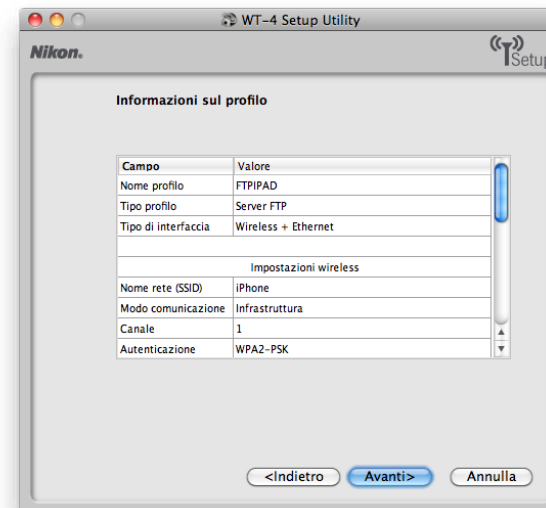 WT-4 Setup Utility
Nikon.
Setup
Informazioni sul profilo
Campo Valore
Nome profilo FTPIPAD
Tipo profilo Server FTP
Tipo di interfaccia Wireless + Ethernet
Impostazioni wireless
Nome rete (SSID) iPhone
Modo comunicazione Infrastruttura
Canale 1
Autenticazione WPA2-PSK
<Indietro Avanti> Annulla